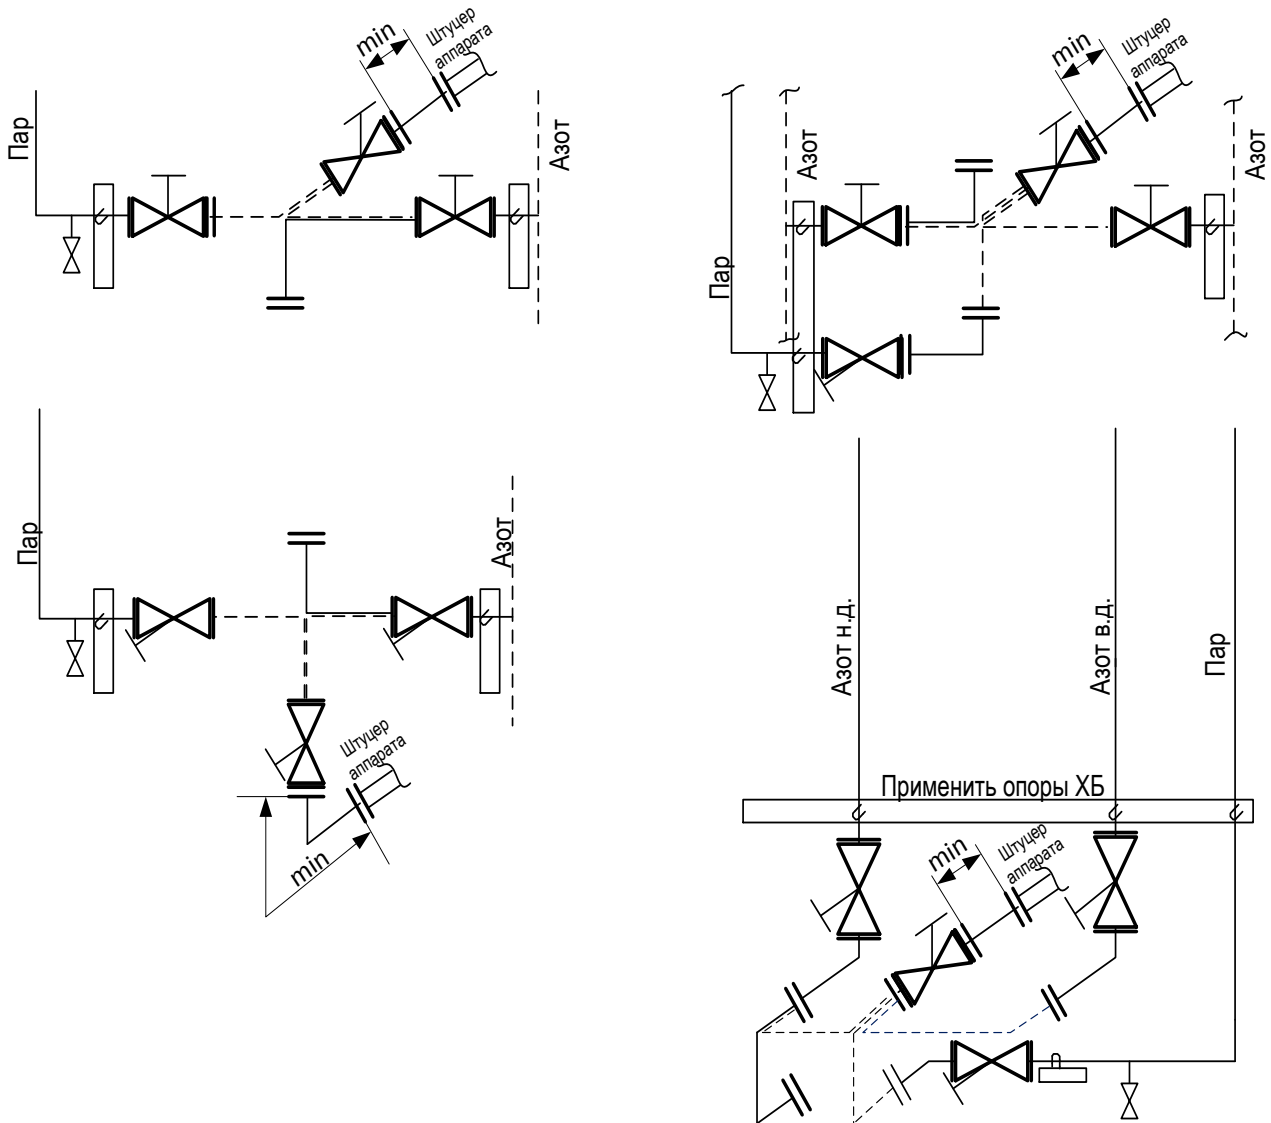 Пар
min
Штуцер
аппарата
Азот
Пар
Азот
min
Штуцер
аппарата
Азот
Пар
Азот
Штуцер
аппарата
min
Азот н.д.
Азот в.д.
Пар
Применить опоры ХБ
min
Штуцер
аппарата